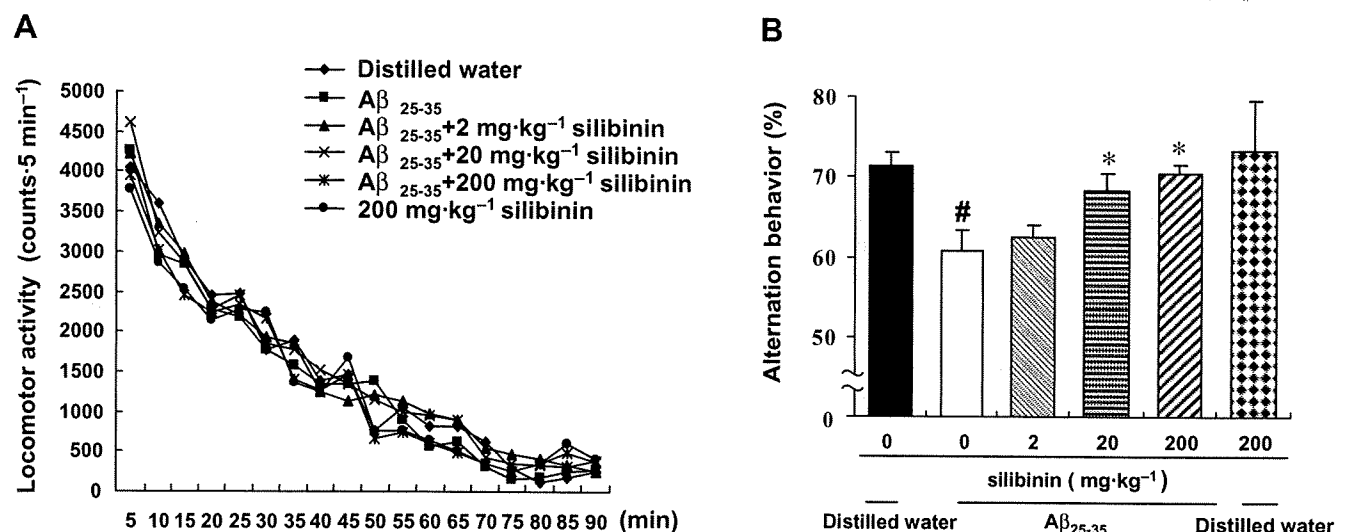 A
Locomotor activity (counts·5 min⁻¹)
5000
4500
4000
3500
3000
2500
2000
1500
1000
500
0
Distilled water
Aβ 25-35
Aβ 25-35+2 mg·kg⁻¹ silibinin
Aβ 25-35+20 mg·kg⁻¹ silibinin
Aβ 25-35+200 mg·kg⁻¹ silibinin
200 mg·kg⁻¹ silibinin
5 10 15 20 25 30 35 40 45 50 55 60 65 70 75 80 85 90 (min)
B
Alternation behavior (%)
80
70
60
50
0
#
*
*
0 0 2 20 200 200
silibinin ( mg·kg⁻¹ )
Distilled water Aβ25-35 Distilled water